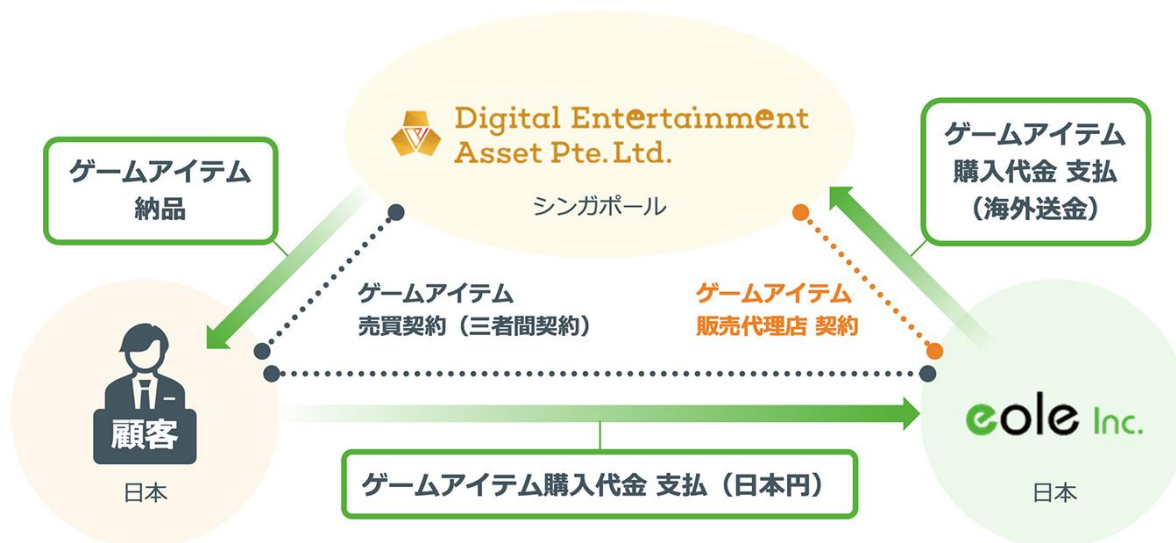 Digital Entertainment
Asset Pte.Ltd.
シンガポール
ゲームアイテム
納品
ゲームアイテム
購入代金 支払
（海外送金）
ゲームアイテム
売買契約（三者間契約）
ゲームアイテム
販売代理店 契約
顧客
日本
eole Inc.
日本
ゲームアイテム購入代金 支払（日本円）